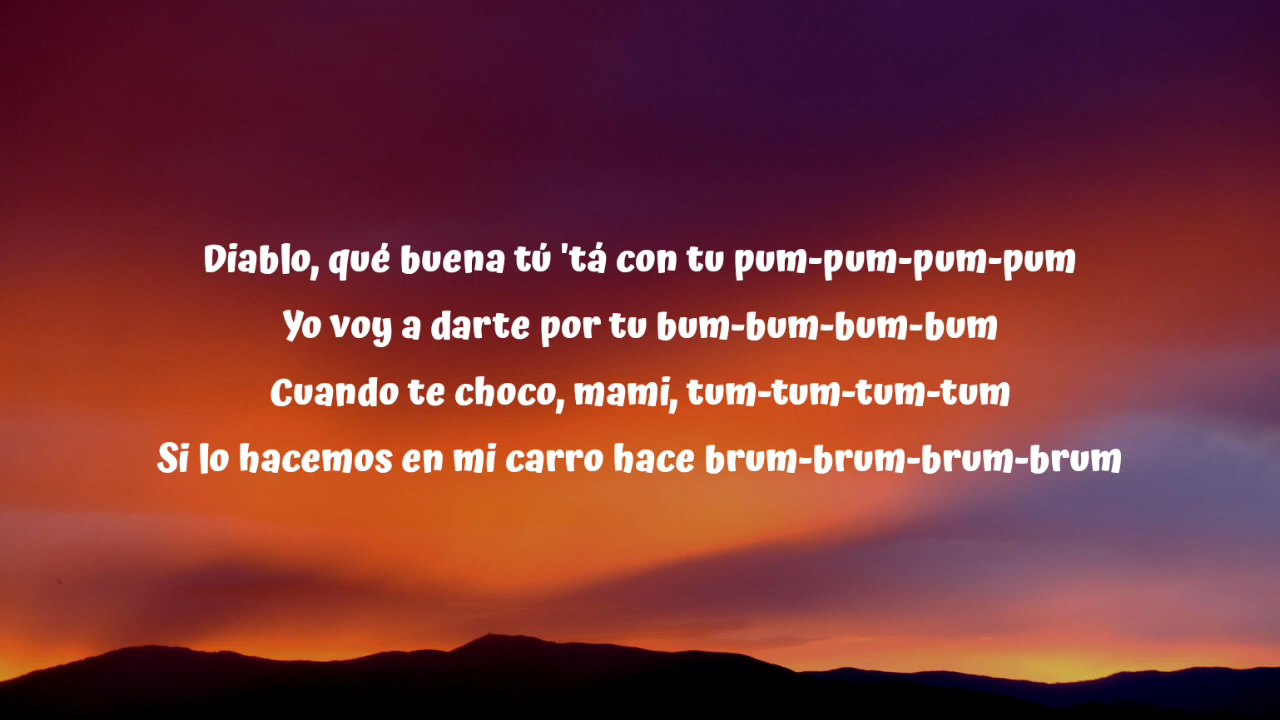 Diablo, qué buena tú 'tá con tu pum-pum-pum-pum
Yo voy a darte por tu bum-bum-bum-bum
Cuando te choco, mami, tum-tum-tum-tum
Si lo hacemos en mi carro hace brum-brum-brum-brum